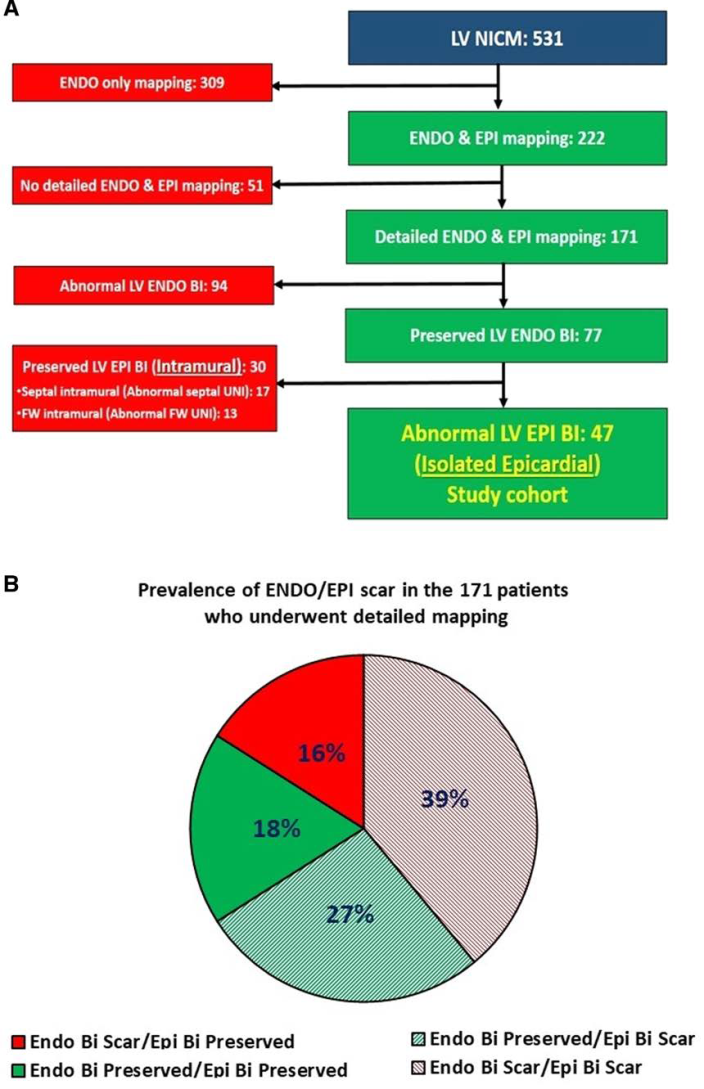 A
LV NICM: 531
ENDO only mapping: 309
ENDO & EPI mapping: 222
No detailed ENDO & EPI mapping: 51
Detailed ENDO & EPI mapping: 171
Abnormal LV ENDO BI: 94
Preserved LV ENDO BI: 77
Preserved LV EPI BI (Intramural): 30
•Septal intramural (Abnormal septal UNI): 17
•FW intramural (Abnormal FW UNI): 13
Abnormal LV EPI BI: 47
(Isolated Epicardial)
Study cohort
B
Prevalence of ENDO/EPI scar in the 171 patients
who underwent detailed mapping
16%
39%
18%
27%
Endo Bi Scar/Epi Bi Preserved
Endo Bi Preserved/Epi Bi Scar
Endo Bi Preserved/Epi Bi Preserved
Endo Bi Scar/Epi Bi Scar